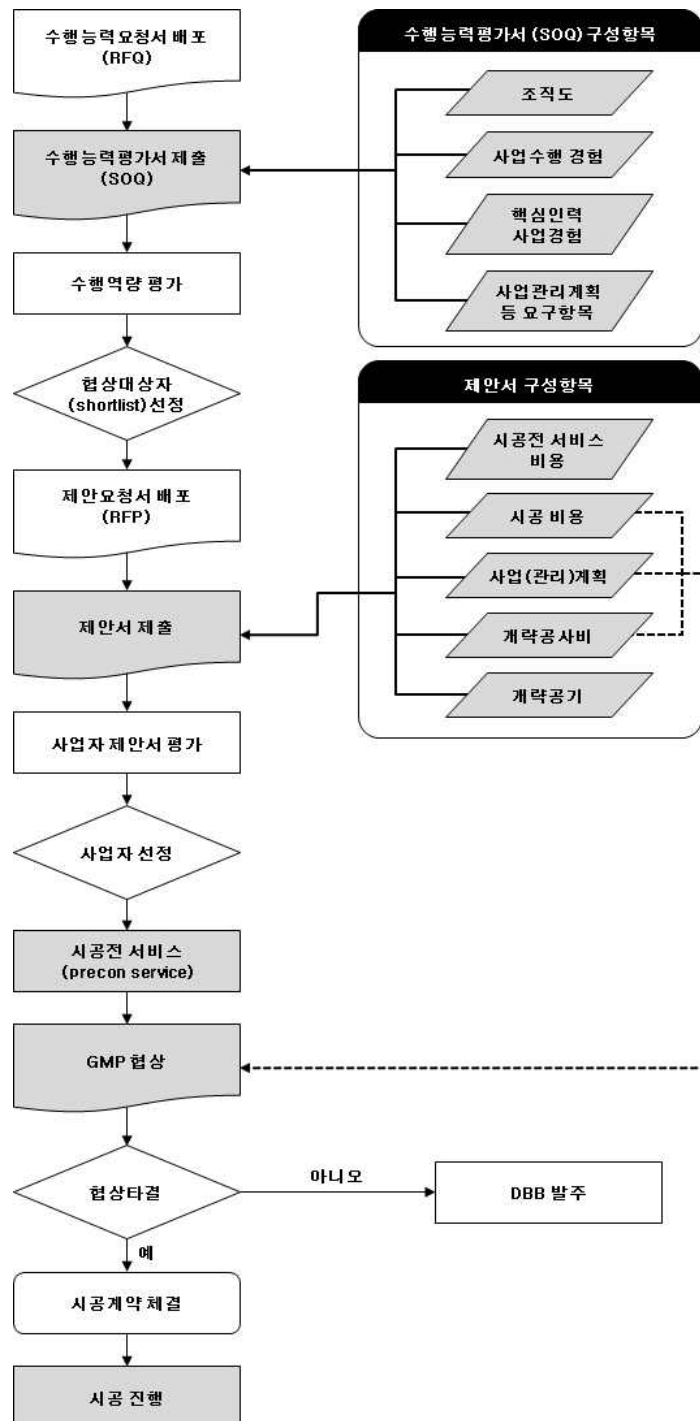 수행능력요청서 배포
(RFQ)
수행능력평가서 제출
(SOQ)
수행역량 평가
협상대상자
(shortlist)선정
제안요청서 배포
(RFP)
제안서 제출
사업자 제안서 평가
사업자 선정
시공전 서비스
(precon service)
GMP 협상
협상타결
아니오
DBB 발주
예
시공계약 체결
시공 진행
수행능력평가서 (SOQ) 구성항목
조직도
사업수행 경험
핵심인력
사업경험
사업관리계획
등 요구항목
제안서 구성항목
시공전 서비스
비용
시공 비용
사업(관리)계획
개략공사비
개략공기